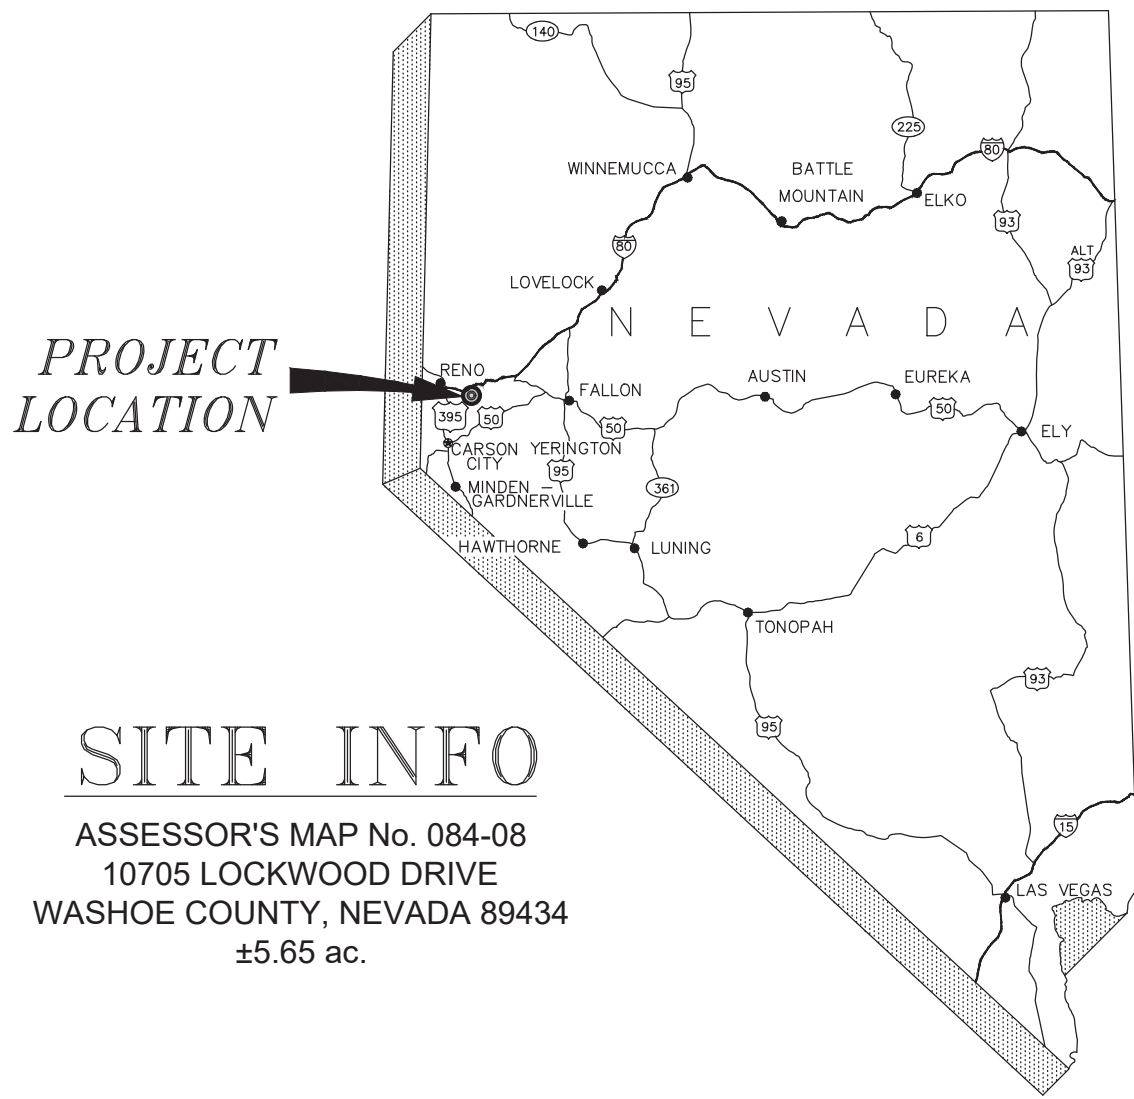 140
95
225
80
WINNEMUCCA
BATTLE
MOUNTAIN
ELKO
93
80
ALT
93
LOVELOCK
N E V A D A
PROJECT
LOCATION
RENO
FALLON
AUSTIN
EUREKA
395
50
50
50
ELY
CARSON
CITY
YERINGTON
95
361
MINDEN –
GARDNERVILLE
6
HAWTHORNE
LUNING
TONOPAH
93
95
SITE INFO
15
ASSESSOR'S MAP No. 084-08
10705 LOCKWOOD DRIVE
WASHOE COUNTY, NEVADA 89434
±5.65 ac.
LAS VEGAS